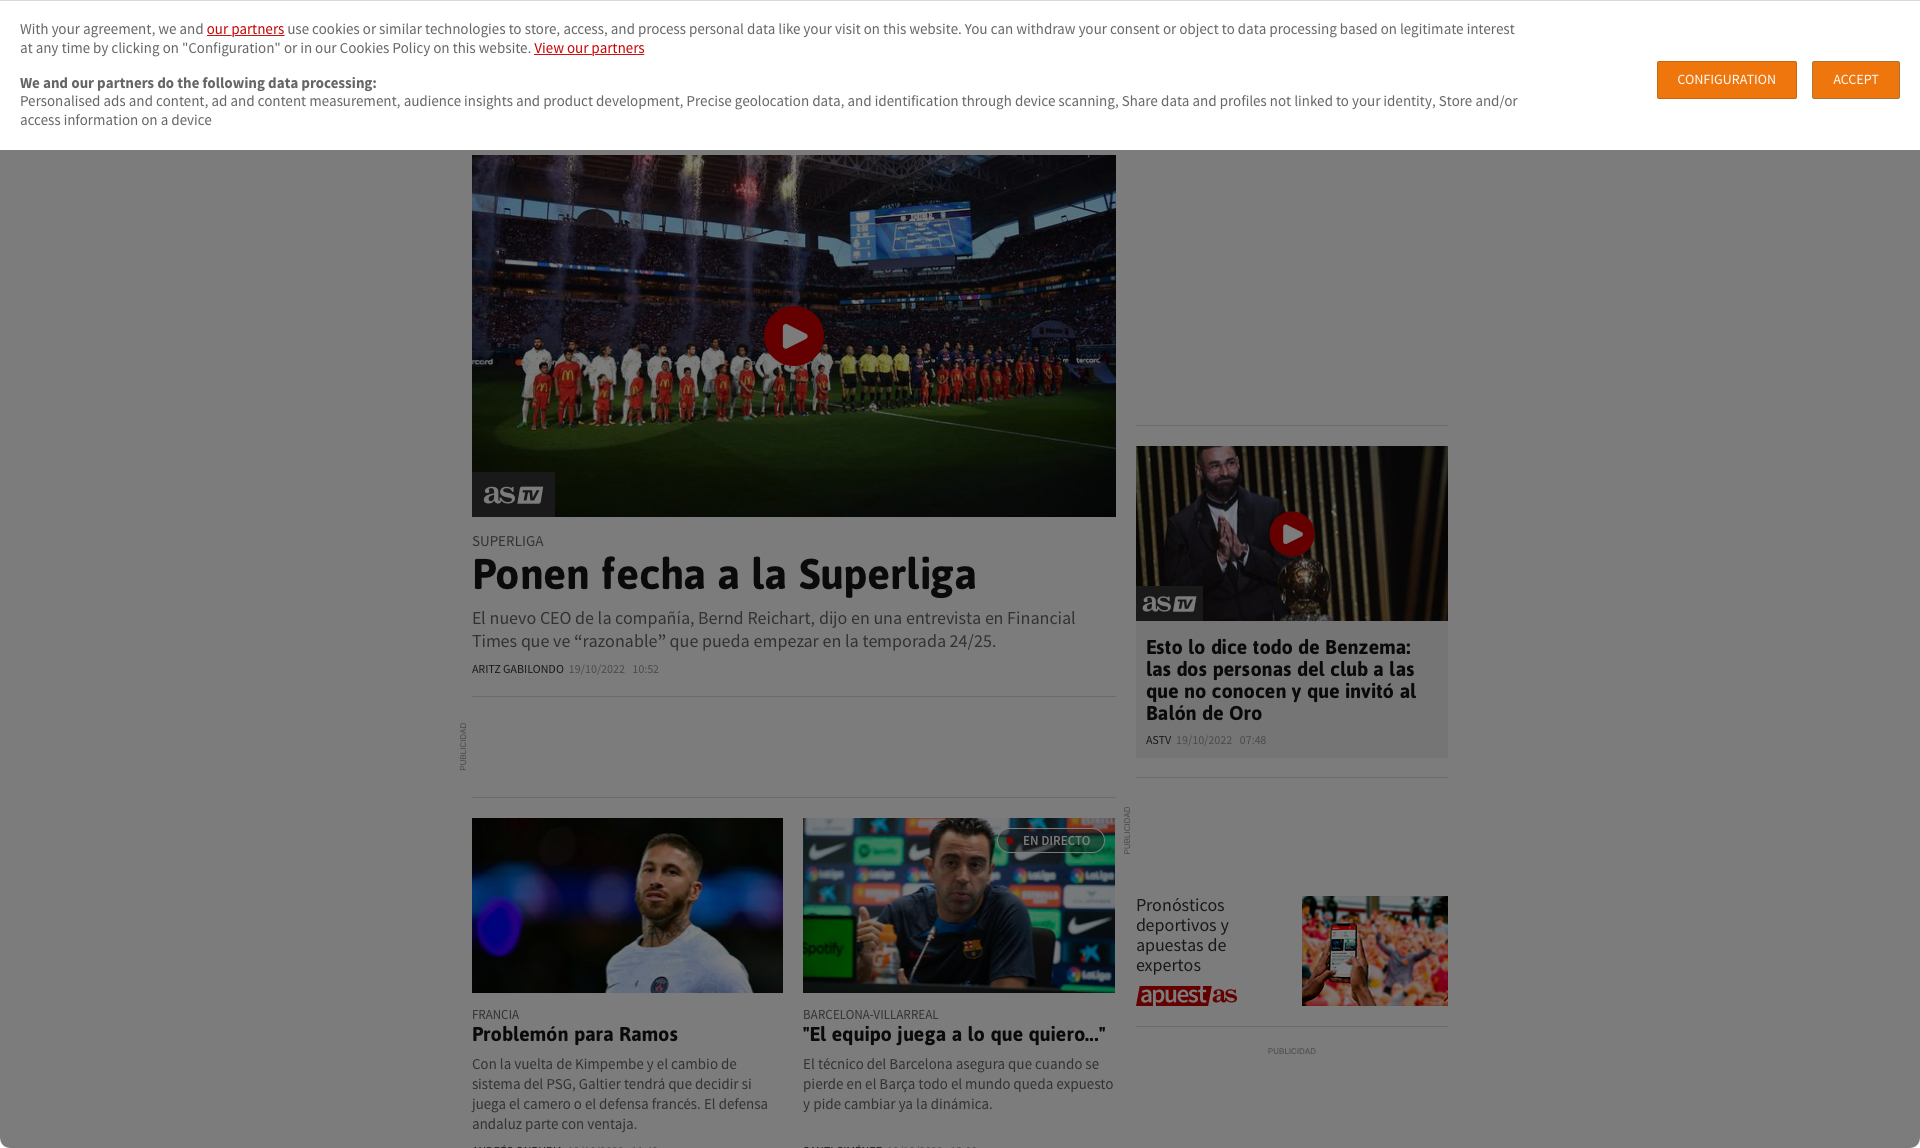 With your agreement, we and our partners use cookies or similar technologies to store, access, and process personal data like your visit on this website. You can withdraw your consent or object to data processing based on legitimate interest
at any time by clicking on "Configuration" or in our Cookies Policy on this website. View our partners
We and our partners do the following data processing:
Personalised ads and content, ad and content measurement, audience insights and product development, Precise geolocation data, and identification through device scanning, Share data and profiles not linked to your identity, Store and/or
access information on a device
CONFIGURATION
ACCEPT
as TV
SUPERLIGA
Ponen fecha a la Superliga
El nuevo CEO de la compañía, Bernd Reichart, dijo en una entrevista en Financial
Times que ve “razonable” que pueda empezar en la temporada 24/25.
ARITZ GABILONDO 19/10/2022 10:52
PUBLICIDAD
as TV
Esto lo dice todo de Benzema:
las dos personas del club a las
que no conocen y que invitó al
Balón de Oro
ASTV 19/10/2022 07:48
PUBLICIDAD
EN DIRECTO
Spotify
LaLiga
FRANCIA
Problemón para Ramos
Con la vuelta de Kimpembe y el cambio de
sistema del PSG, Galtier tendrá que decidir si
juega el camero o el defensa francés. El defensa
andaluz parte con ventaja.
BARCELONA-VILLARREAL
"El equipo juega a lo que quiero..."
El técnico del Barcelona asegura que cuando se
pierde en el Barça todo el mundo queda expuesto
y pide cambiar ya la dinámica.
Pronósticos
deportivos y
apuestas de
expertos
apuestas
PUBLICIDAD